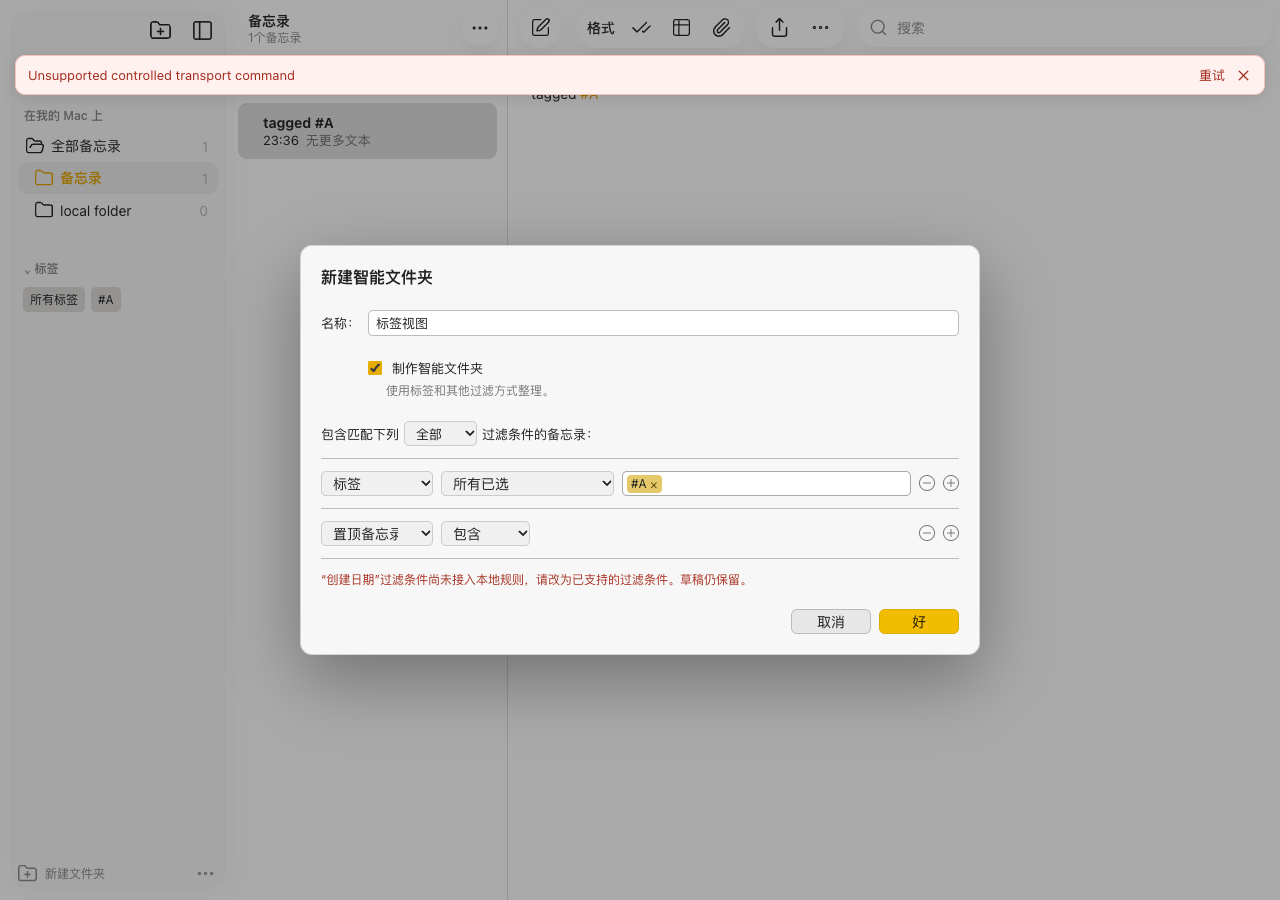 备忘录
1个备忘录
格式
搜索
Unsupported controlled transport command
重试
tagged #A
在我的 Mac 上
全部备忘录 1
备忘录 1
local folder 0
标签
所有标签 #A
tagged #A
23:36 无更多文本
新建智能文件夹
名称： 标签视图
制作智能文件夹
使用标签和其他过滤方式整理。
包含匹配下列 全部 过滤条件的备忘录：
标签 所有已选 #A ×
置顶备忘录 包含
“创建日期”过滤条件尚未接入本地规则，请改为已支持的过滤条件。草稿仍保留。
取消 好
新建文件夹